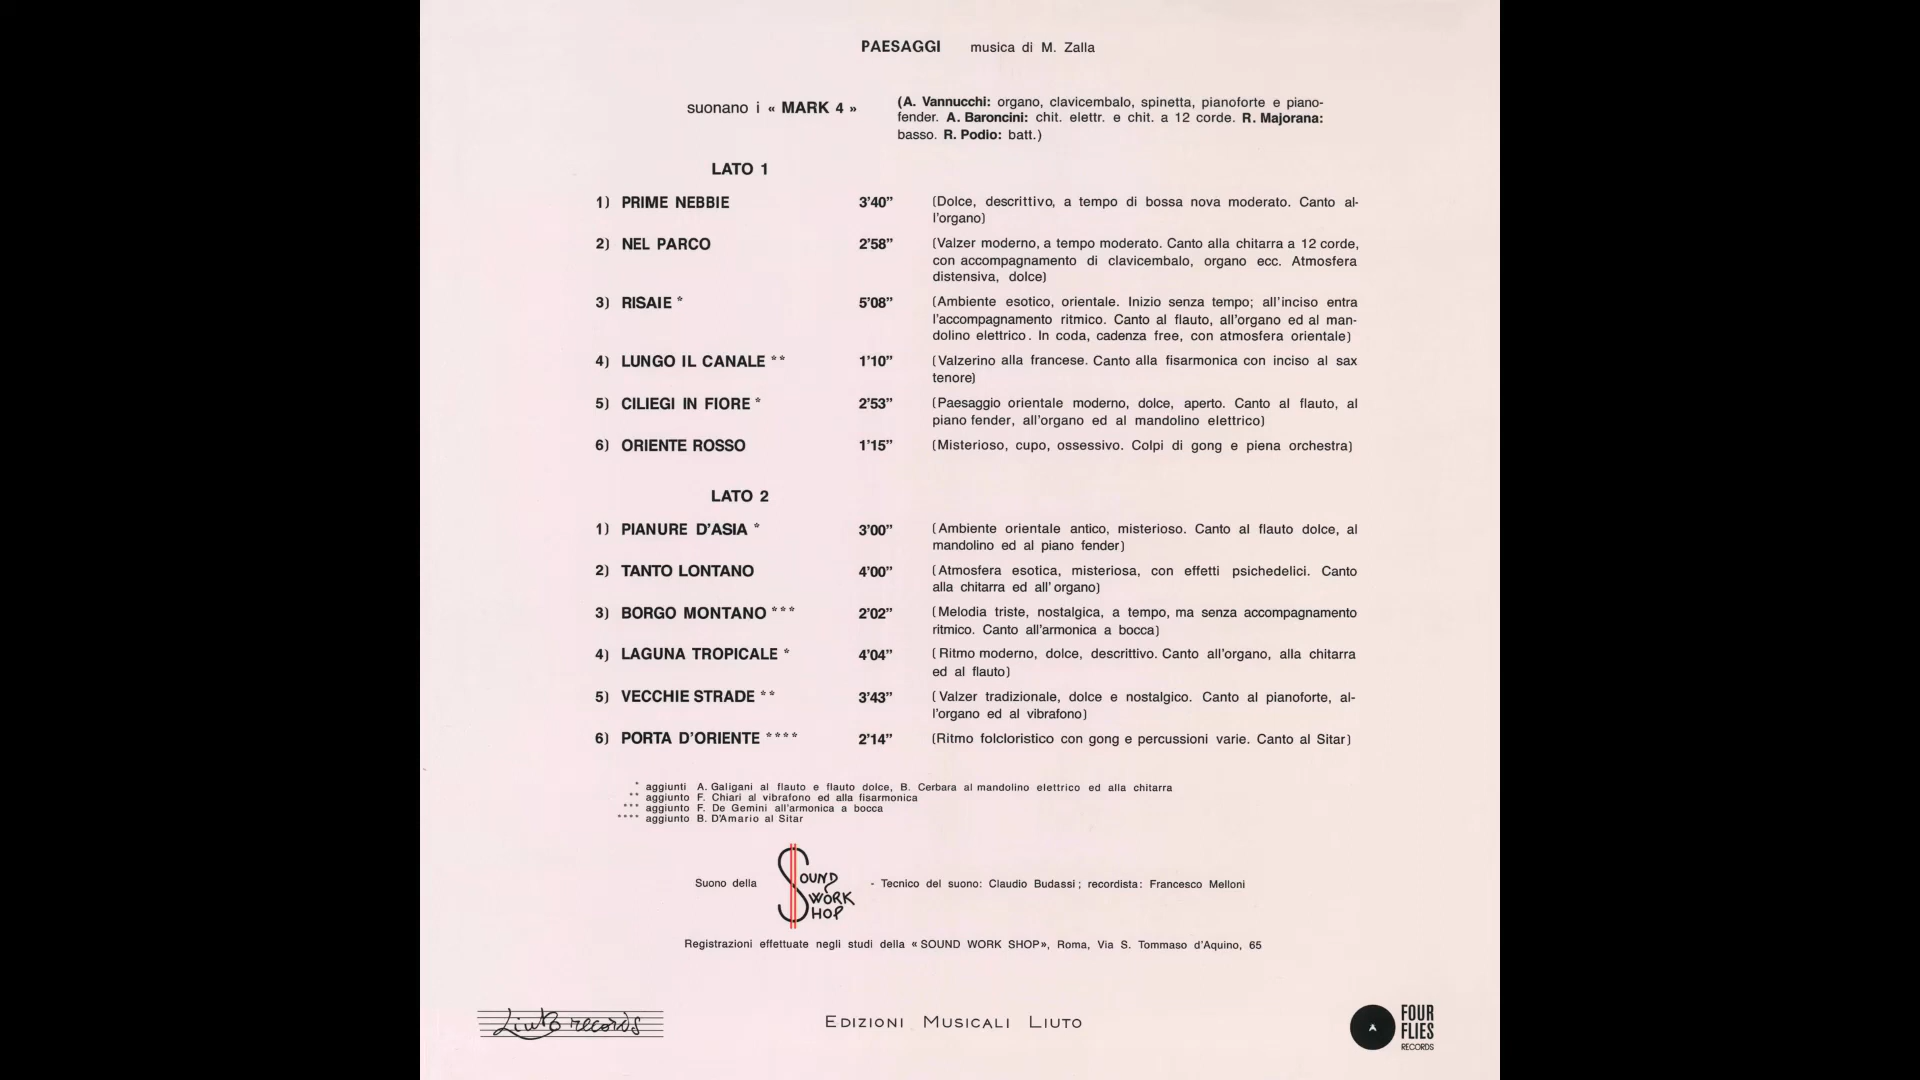 PAESAGGI musica di M. Zalla
suonano i « MARK 4 » (A. Vannucchi: organo, clavicembalo, spinetta, pianoforte e piano-
fender. A. Baroncini: chit. elettr. e chit. a 12 corde. R. Majorana:
basso. R. Podio: batt.)
LATO 1
1) PRIME NEBBIE 3'40” (Dolce, descrittivo, a tempo di bossa nova moderato. Canto al-
l'organo)
2) NEL PARCO 2'58” (Valzer moderno, a tempo moderato. Canto alla chitarra a 12 corde,
con accompagnamento di clavicembalo, organo ecc. Atmosfera
distensiva, dolce)
3) RISAIE * 5'08” (Ambiente esotico, orientale. Inizio senza tempo; all'inciso entra
l'accompagnamento ritmico. Canto al flauto, all'organo ed al man-
dolino elettrico. In coda, cadenza free, con atmosfera orientale)
4) LUNGO IL CANALE ** 1'10” (Valzerino alla francese. Canto alla fisarmonica con inciso al sax
tenore)
5) CILIEGI IN FIORE * 2'53” (Paesaggio orientale moderno, dolce, aperto. Canto al flauto, al
piano fender, all'organo ed al mandolino elettrico)
6) ORIENTE ROSSO 1'15” (Misterioso, cupo, ossessivo. Colpi di gong e piena orchestra)
LATO 2
1) PIANURE D'ASIA * 3'00” (Ambiente orientale antico, misterioso. Canto al flauto dolce, al
mandolino ed al piano fender)
2) TANTO LONTANO 4'00” (Atmosfera esotica, misteriosa, con effetti psichedelici. Canto
alla chitarra ed all'organo)
3) BORGO MONTANO *** 2'02” (Melodia triste, nostalgica, a tempo, ma senza accompagnamento
ritmico. Canto all'armonica a bocca)
4) LAGUNA TROPICALE * 4'04” (Ritmo moderno, dolce, descrittivo. Canto all'organo, alla chitarra
ed al flauto)
5) VECCHIE STRADE ** 3'43” (Valzer tradizionale, dolce e nostalgico. Canto al pianoforte, al-
l'organo ed al vibrafono)
6) PORTA D'ORIENTE **** 2'14” (Ritmo folcloristico con gong e percussioni varie. Canto al Sitar)
* aggiunti A. Galigani al flauto e flauto dolce, B. Cerbara al mandolino elettrico ed alla chitarra
** aggiunto F. Chiari al vibrafono ed alla fisarmonica
*** aggiunto F. De Gemini all'armonica a bocca
**** aggiunto B. D'Amario al Sitar
Suono della SOUND WORK SHOP - Tecnico del suono: Claudio Budassi; recordista: Francesco Melloni
Registrazioni effettuate negli studi della «SOUND WORK SHOP», Roma, Via S. Tommaso d'Aquino, 65
Liuto records EDIZIONI MUSICALI LIUTO FOUR
FLIES
RECORDS